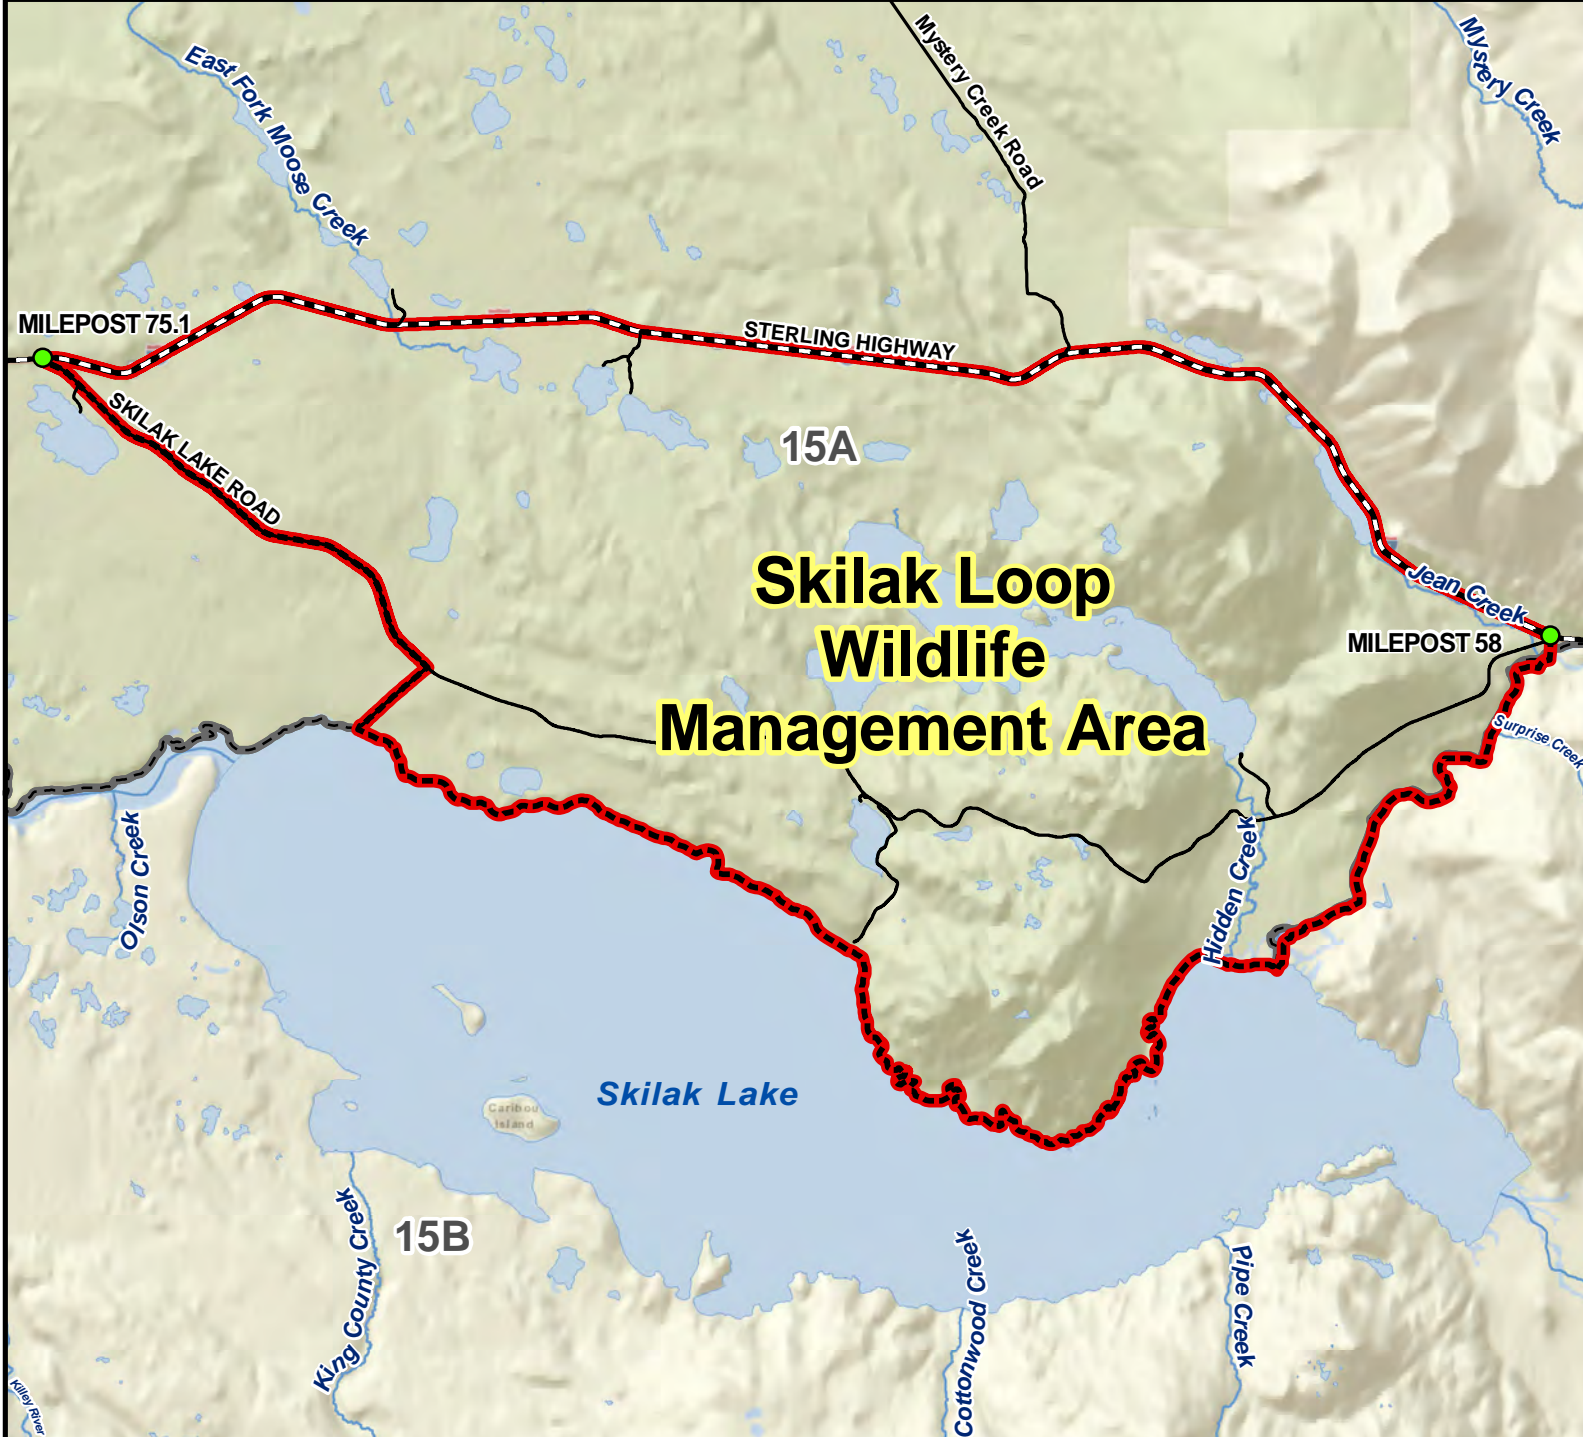 Mystery Creek
East Fork Moose Creek
Mystery Creek Road
MILEPOST 75.1
STERLING HIGHWAY
SKILAK LAKE ROAD
15A
Skilak Loop
Wildlife
Management Area
Jean Creek
MILEPOST 58
Surprise Creek
Olson Creek
Hidden Creek
Skilak Lake
Caribou
Island
15B
King County Creek
Cottonwood Creek
Pipe Creek
Killey River